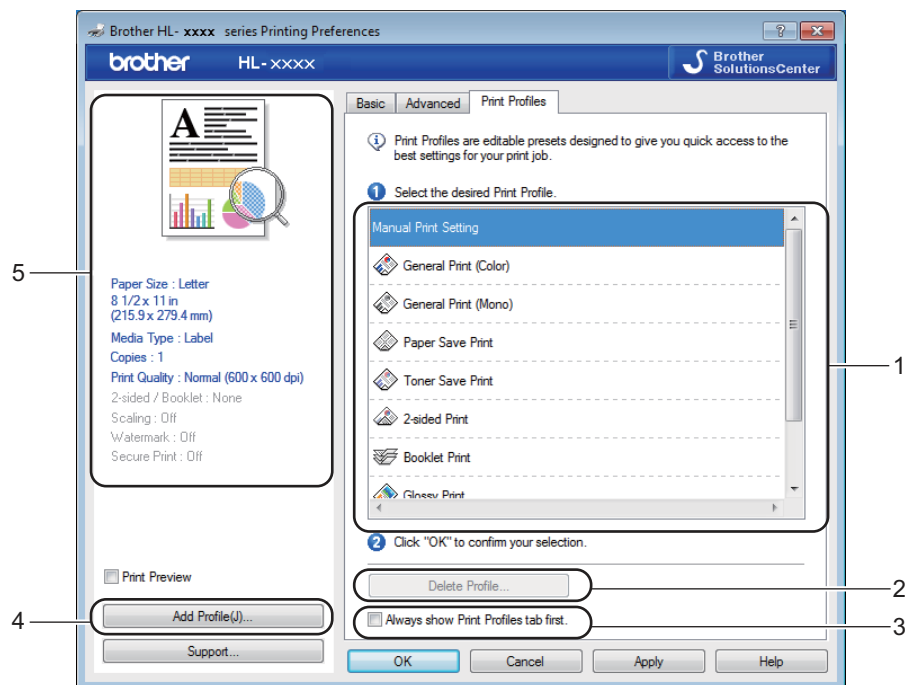 Brother HL- xxxx series Printing Preferences
brother HL-xxxx
Brother
SolutionsCenter
A
Paper Size : Letter
8 1/2 x 11 in
(215.9 x 279.4 mm)
Media Type : Label
Copies : 1
Print Quality : Normal (600 x 600 dpi)
2-sided / Booklet : None
Scaling : Off
Watermark : Off
Secure Print : Off
Print Preview
Add Profile(J)...
Support...
Basic Advanced Print Profiles
Print Profiles are editable presets designed to give you quick access to the
best settings for your print job.
1 Select the desired Print Profile.
Manual Print Setting
General Print (Color)
General Print (Mono)
Paper Save Print
Toner Save Print
2-sided Print
Booklet Print
Glossy Print
2 Click "OK" to confirm your selection.
Delete Profile...
Always show Print Profiles tab first.
OK Cancel Apply Help
5
4
1
2
3